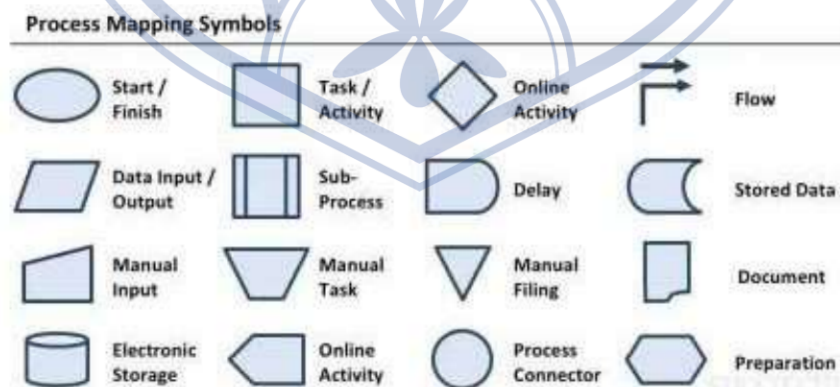 Process Mapping Symbols
Start /
Finish
Task /
Activity
Online
Activity
Flow
Data Input /
Output
Sub-
Process
Delay
Stored Data
Manual
Input
Manual
Task
Manual
Filing
Document
Electronic
Storage
Online
Activity
Process
Connector
Preparation